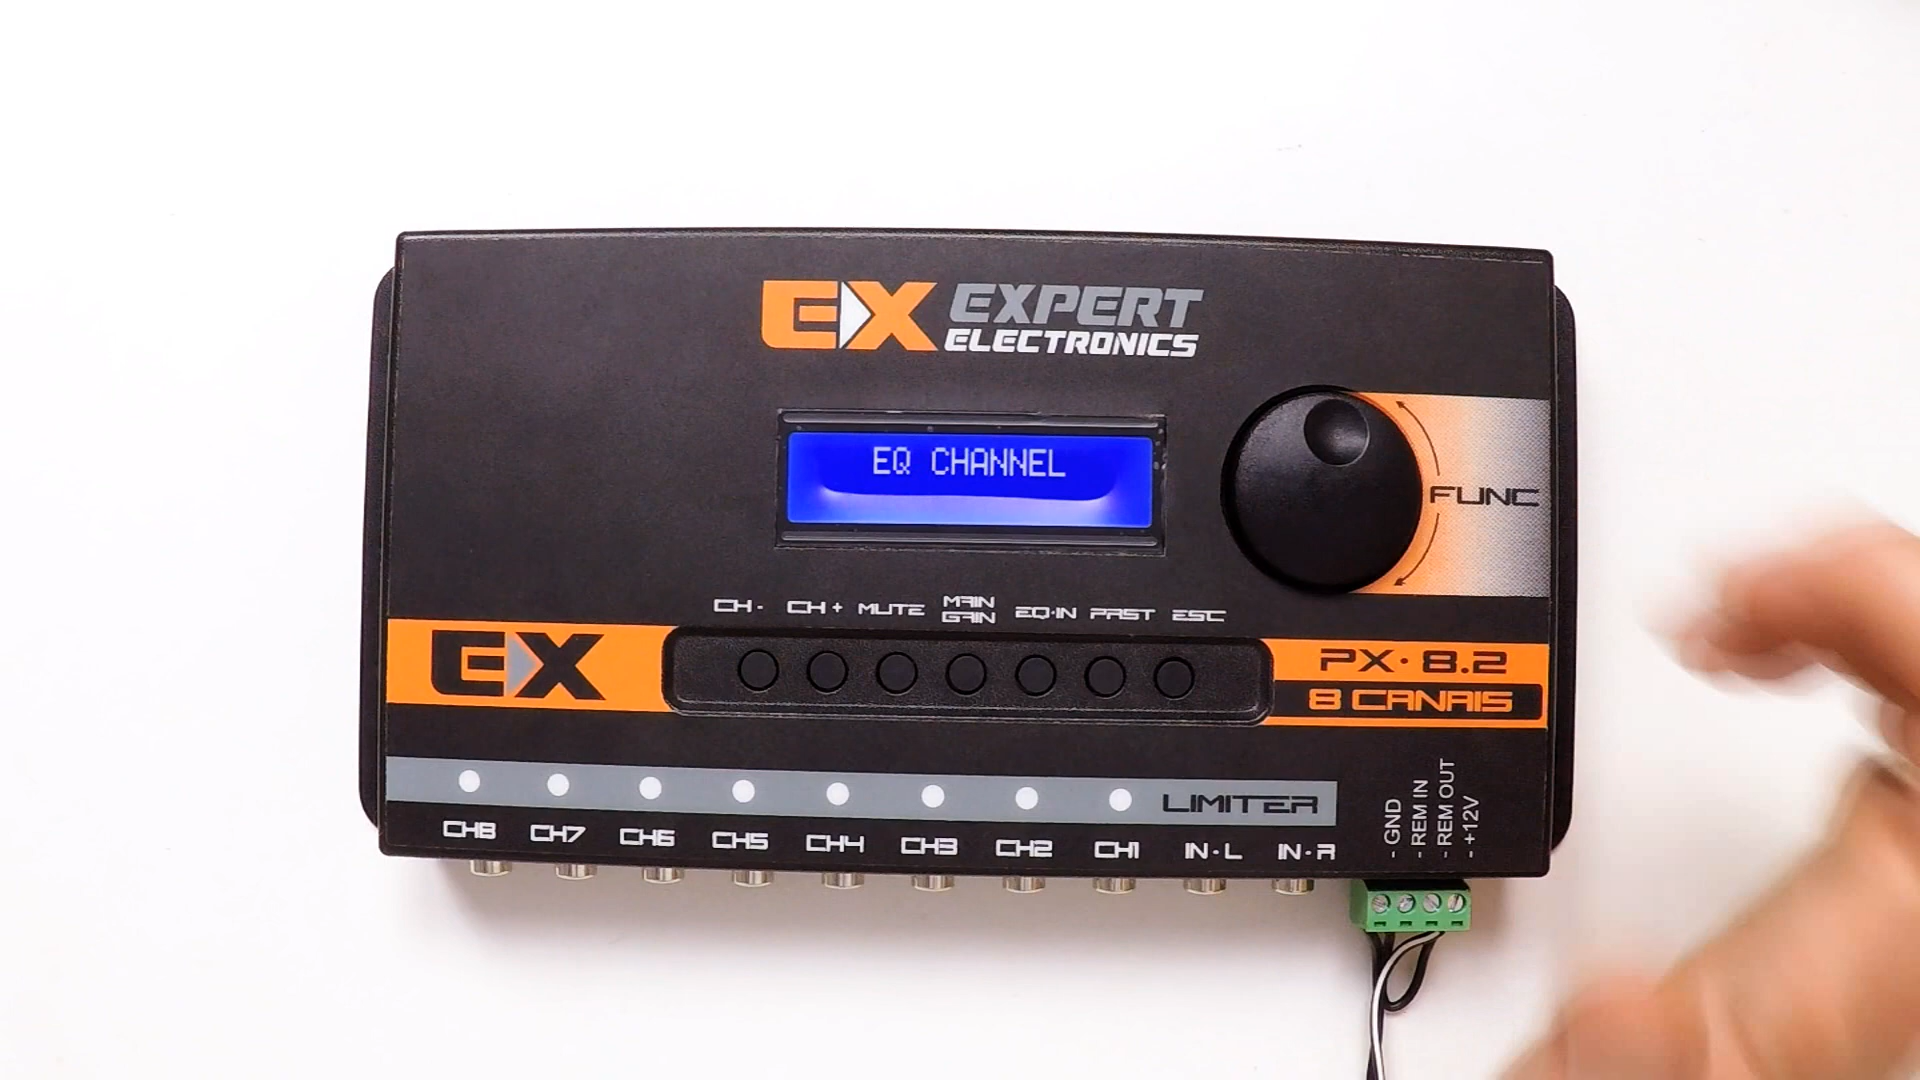 EX EXPERT
ELECTRONICS
EQ CHANNEL
FUNC
CH - CH + MUTE MAIN GAIN EQ·IN PAST ESC
EX
PX·8.2
8 CANAIS
LIMITER
CH8 CH7 CH6 CH5 CH4 CH3 CH2 CH1 IN·L IN·R
- GND
- REM IN
- REM OUT
- +12V